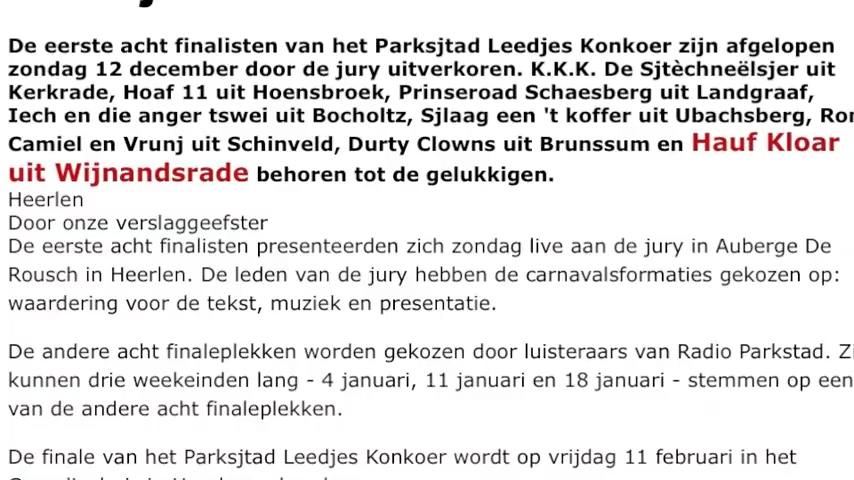 De eerste acht finalisten van het Parksjtad Leedjes Konkoer zijn afgelopen
zondag 12 december door de jury uitverkoren. K.K.K. De Sjtèchneëlsjer uit
Kerkrade, Hoaf 11 uit Hoensbroek, Prinseroad Schaesberg uit Landgraaf,
Iech en die anger tswei uit Bocholtz, Sjlaag een 't koffer uit Ubachsberg,
Camiel en Vrunj uit Schinveld, Durty Clowns uit Brunssum en Hauf Kloar
uit Wijnandsrade behoren tot de gelukkigen.
Heerlen
Door onze verslaggeefster
De eerste acht finalisten presenteerden zich zondag live aan de jury in Auberge De
Rousch in Heerlen. De leden van de jury hebben de carnavalsformaties gekozen op:
waardering voor de tekst, muziek en presentatie.
De andere acht finaleplekken worden gekozen door luisteraars van Radio Parkstad.
kunnen drie weekeinden lang - 4 januari, 11 januari en 18 januari - stemmen op een
van de andere acht finaleplekken.
De finale van het Parksjtad Leedjes Konkoer wordt op vrijdag 11 februari in het